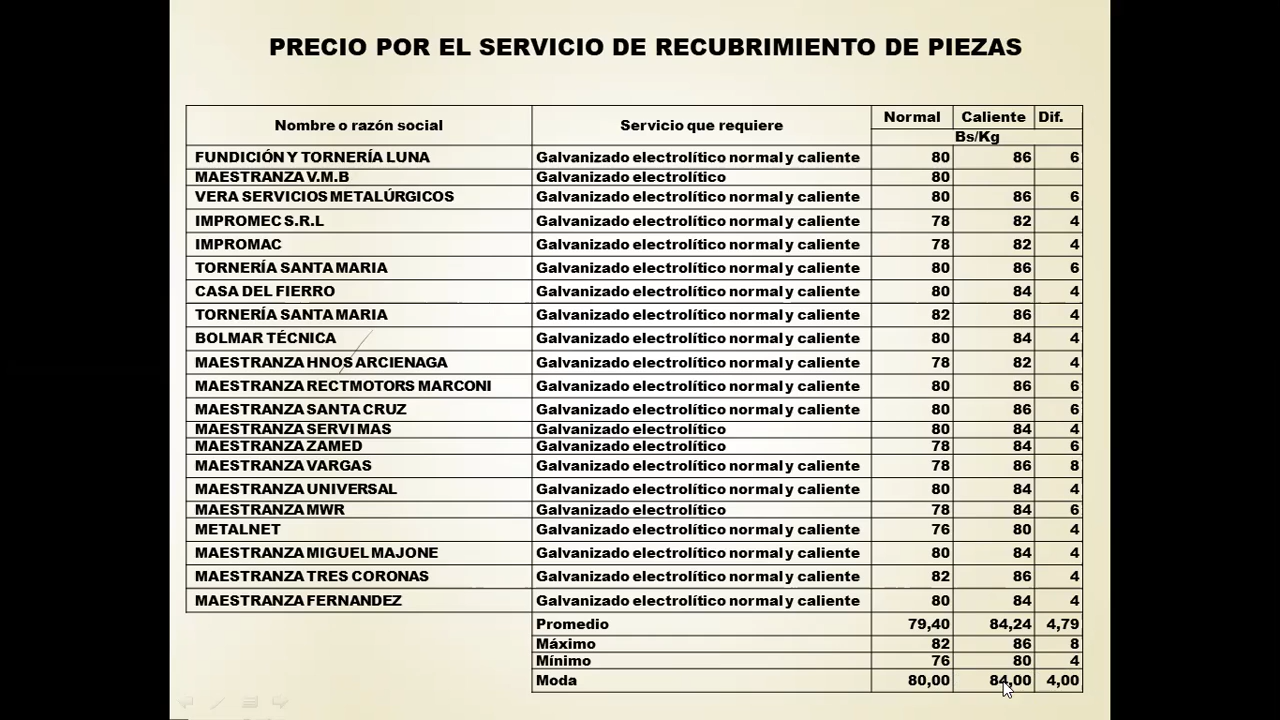 PRECIO POR EL SERVICIO DE RECUBRIMIENTO DE PIEZAS
Nombre o razón social Servicio que requiere Normal Caliente Dif.
Bs/Kg
FUNDICIÓN Y TORNERÍA LUNA Galvanizado electrolítico normal y caliente 80 86 6
MAESTRANZA V.M.B Galvanizado electrolítico 80
VERA SERVICIOS METALÚRGICOS Galvanizado electrolítico normal y caliente 80 86 6
IMPROMEC S.R.L Galvanizado electrolítico normal y caliente 78 82 4
IMPROMAC Galvanizado electrolítico normal y caliente 78 82 4
TORNERÍA SANTA MARIA Galvanizado electrolítico normal y caliente 80 86 6
CASA DEL FIERRO Galvanizado electrolítico normal y caliente 80 84 4
TORNERÍA SANTA MARIA Galvanizado electrolítico normal y caliente 82 86 4
BOLMAR TÉCNICA Galvanizado electrolítico normal y caliente 80 84 4
MAESTRANZA HNOS ARCIENAGA Galvanizado electrolítico normal y caliente 78 82 4
MAESTRANZA RECTMOTORS MARCONI Galvanizado electrolítico normal y caliente 80 86 6
MAESTRANZA SANTA CRUZ Galvanizado electrolítico normal y caliente 80 86 6
MAESTRANZA SERVI MAS Galvanizado electrolítico 80 84 4
MAESTRANZA ZAMED Galvanizado electrolítico 78 84 6
MAESTRANZA VARGAS Galvanizado electrolítico normal y caliente 78 86 8
MAESTRANZA UNIVERSAL Galvanizado electrolítico normal y caliente 80 84 4
MAESTRANZA MWR Galvanizado electrolítico 78 84 6
METALNET Galvanizado electrolítico normal y caliente 76 80 4
MAESTRANZA MIGUEL MAJONE Galvanizado electrolítico normal y caliente 80 84 4
MAESTRANZA TRES CORONAS Galvanizado electrolítico normal y caliente 82 86 4
MAESTRANZA FERNANDEZ Galvanizado electrolítico normal y caliente 80 84 4
Promedio 79,40 84,24 4,79
Máximo 82 86 8
Mínimo 76 80 4
Moda 80,00 84,00 4,00